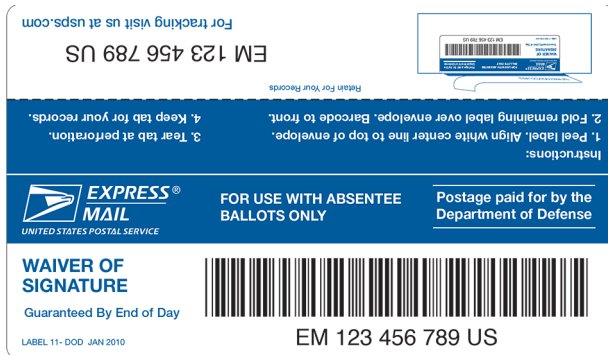 For tracking visit us at usps.com
EM 123 456 789 US
Retain For Your Records
Instructions:
1. Peel label. Align white center line to top of envelope.
2. Fold remaining label over envelope. Barcode to front.
3. Tear tab at perforation.
4. Keep tab for your records.
EXPRESS®
MAIL
UNITED STATES POSTAL SERVICE
FOR USE WITH ABSENTEE
BALLOTS ONLY
Postage paid for by the
Department of Defense
WAIVER OF
SIGNATURE
Guaranteed By End of Day
LABEL 11- DOD JAN 2010
EM 123 456 789 US